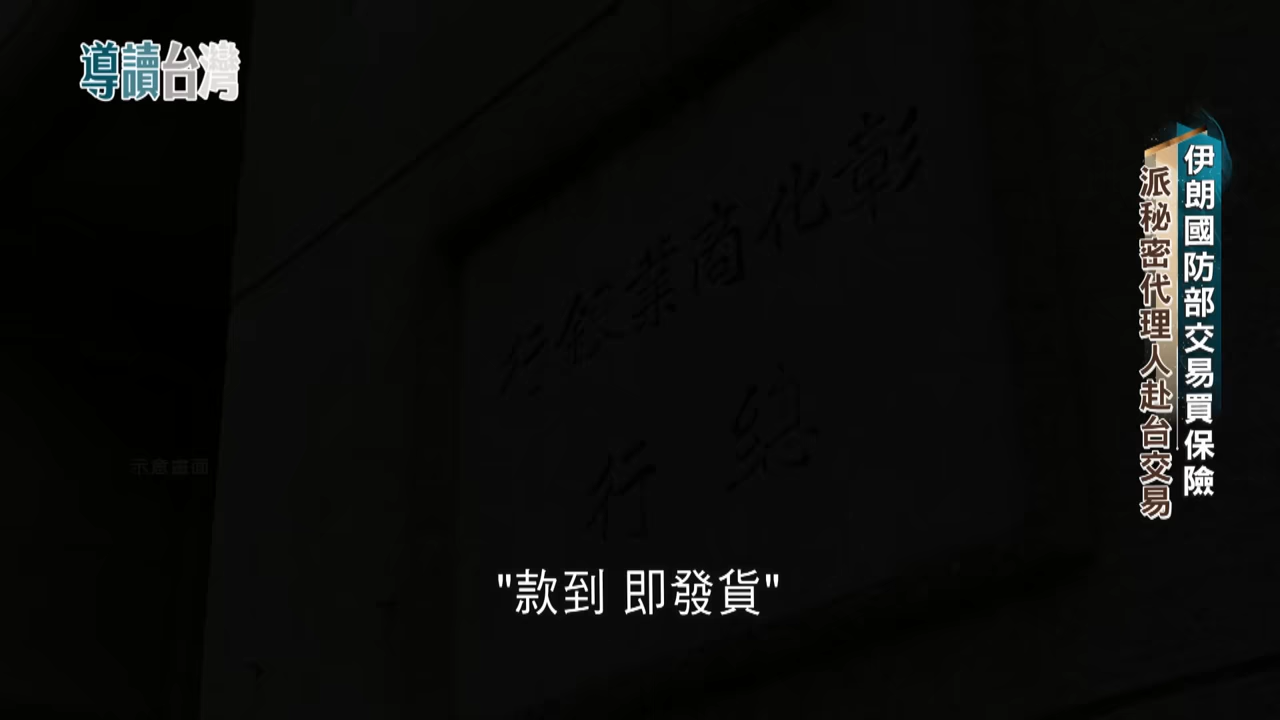 導讀台灣
伊朗國防部交易買保險
派秘密代理人赴台交易
彰化商業銀行
總行
示意畫面
"款到 即發貨"